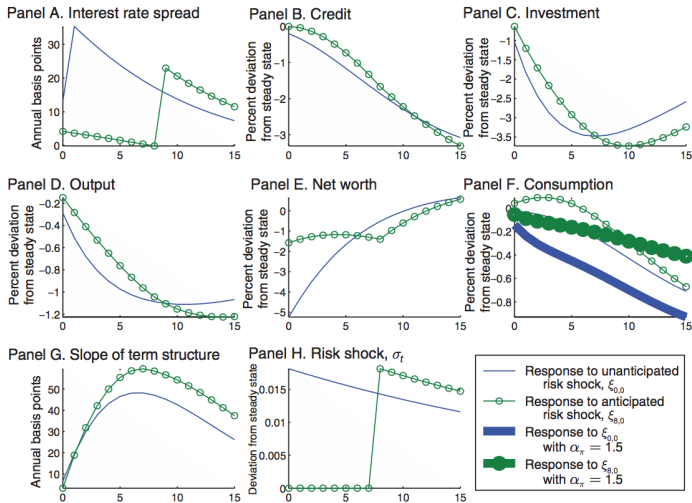 Panel A. Interest rate spread
Annual basis points
30
20
10
0
0 5 10 15
Panel B. Credit
Percent deviation
from steady state
0
−1
−2
−3
0 5 10 15
Panel C. Investment
Percent deviation
from steady state
−1
−1.5
−2
−2.5
−3
−3.5
0 5 10 15
Panel D. Output
Percent deviation
from steady state
−0.2
−0.4
−0.6
−0.8
−1
−1.2
0 5 10 15
Panel E. Net worth
Percent deviation
from steady state
0
−1
−2
−3
−4
−5
0 5 10 15
Panel F. Consumption
Percent deviation
from steady state
0
−0.2
−0.4
−0.6
−0.8
0 5 10 15
Panel G. Slope of term structure
Annual basis points
50
40
30
20
10
0 5 10 15
Panel H. Risk shock, σt
Deviation from steady state
0.015
0.01
0.005
0
0 5 10 15
Response to unanticipated
risk shock, ξ0,0
Response to anticipated
risk shock, ξ8,0
Response to ξ0,0
with απ = 1.5
Response to ξ8,0
with απ = 1.5